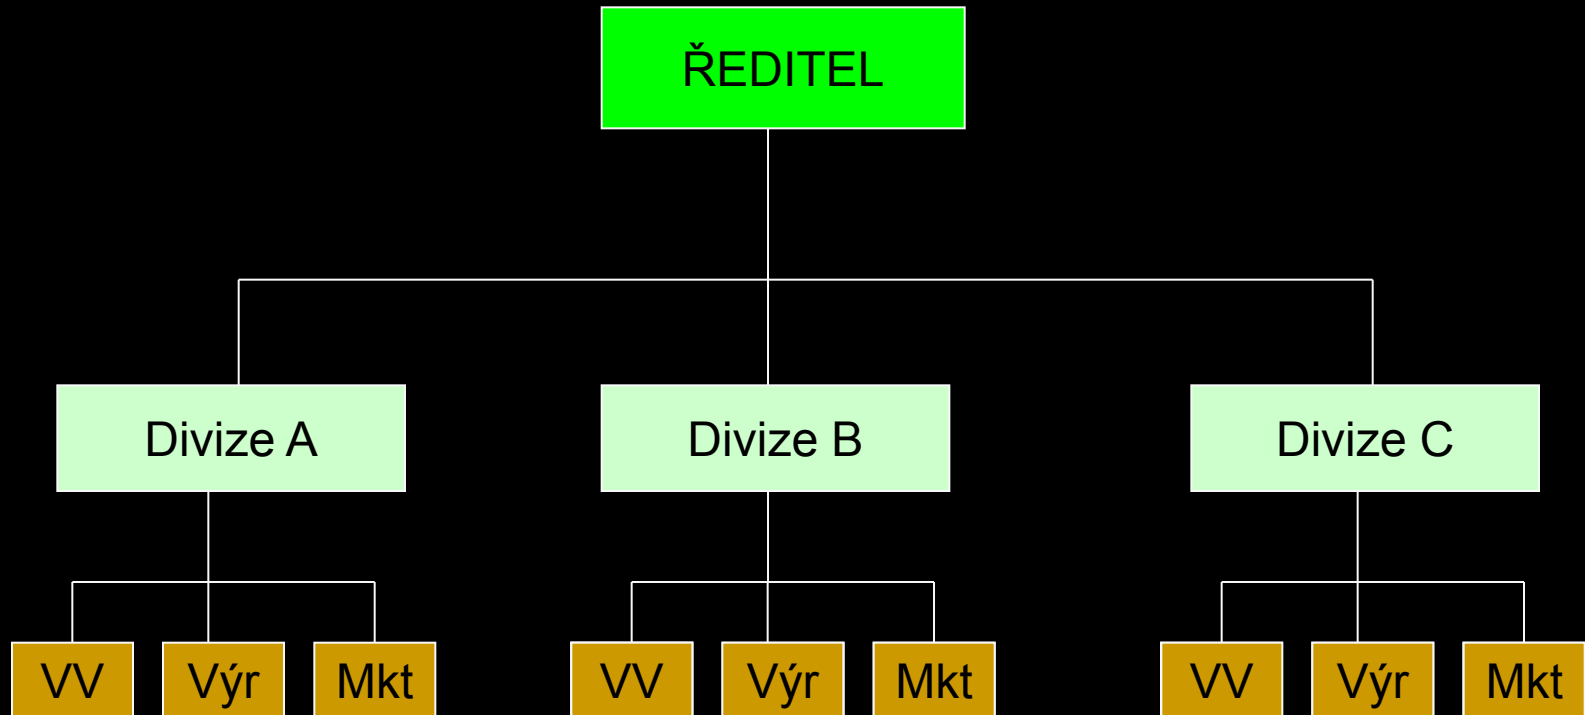 ŘEDITEL
Divize A
Divize B
Divize C
VV
Výr
Mkt
VV
Výr
Mkt
VV
Výr
Mkt